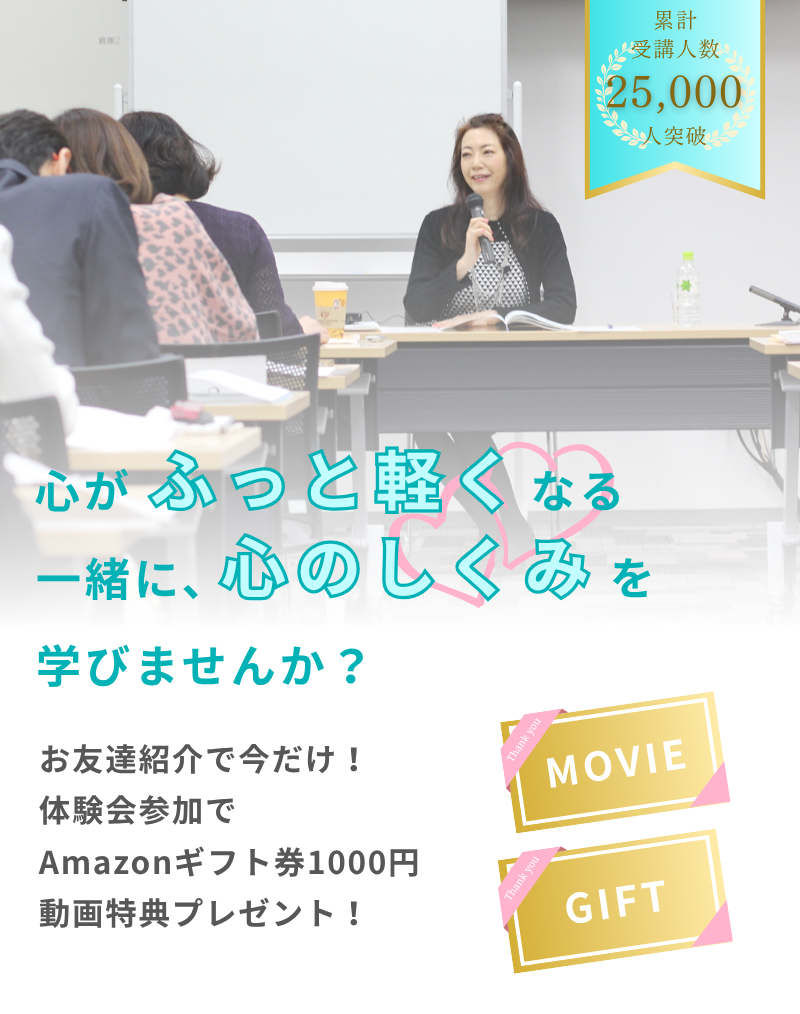 累計
受講人数
25,000
人突破
心が ふっと軽く なる
一緒に、心のしくみ を
学びませんか？
お友達紹介で今だけ！
体験会参加で
Amazonギフト券1000円
動画特典プレゼント！
Thank you
MOVIE
Thank you
GIFT